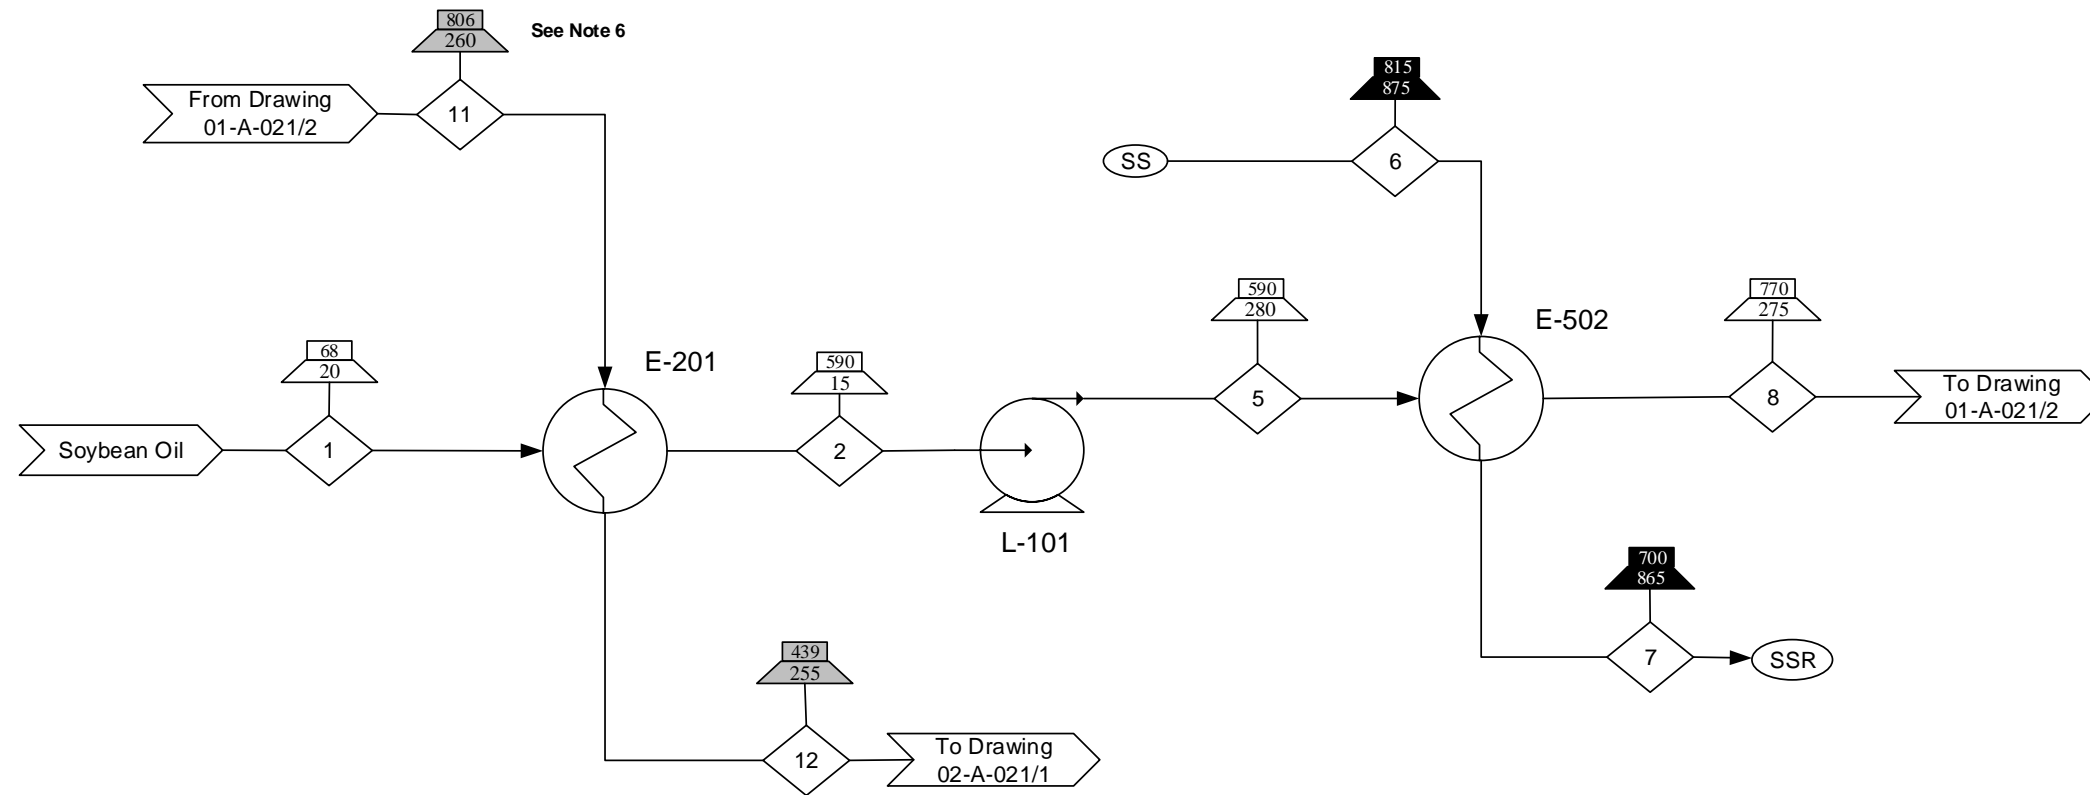 806
260
See Note 6
From Drawing
01-A-021/2
11
815
875
SS
6
590
280
E-502
770
275
68
20
E-201
590
15
5
8
To Drawing
01-A-021/2
Soybean Oil
1
2
L-101
700
865
439
255
7
SSR
12
To Drawing
02-A-021/1